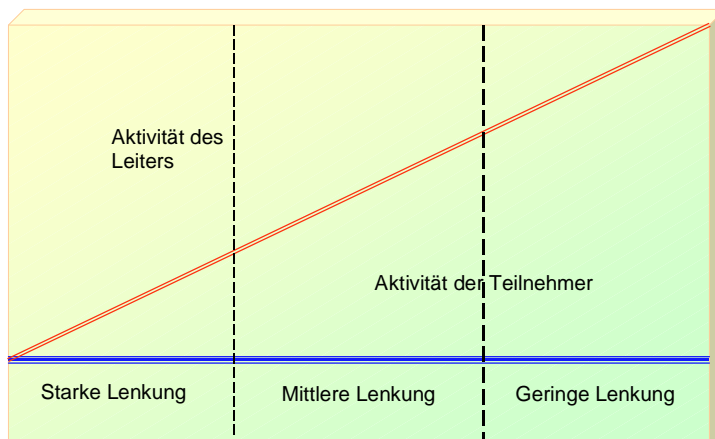 Aktivität des
Leiters
Aktivität der Teilnehmer
Starke Lenkung
Mittlere Lenkung
Geringe Lenkung